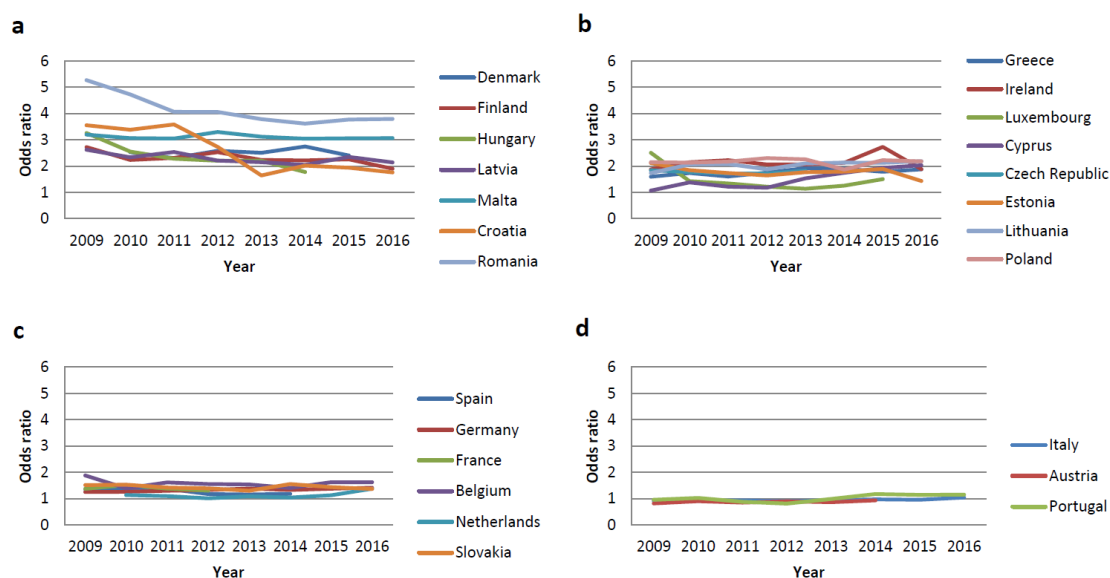 a
6
5
4
3
2
1
0
Odds ratio
2009 2010 2011 2012 2013 2014 2015 2016
Year
Denmark
Finland
Hungary
Latvia
Malta
Croatia
Romania
b
6
5
4
3
2
1
0
Odds ratio
2009 2010 2011 2012 2013 2014 2015 2016
Year
Greece
Ireland
Luxembourg
Cyprus
Czech Republic
Estonia
Lithuania
Poland
c
6
5
4
3
2
1
0
Odds ratio
2009 2010 2011 2012 2013 2014 2015 2016
Year
Spain
Germany
France
Belgium
Netherlands
Slovakia
d
6
5
4
3
2
1
0
Odds ratio
2009 2010 2011 2012 2013 2014 2015 2016
Year
Italy
Austria
Portugal